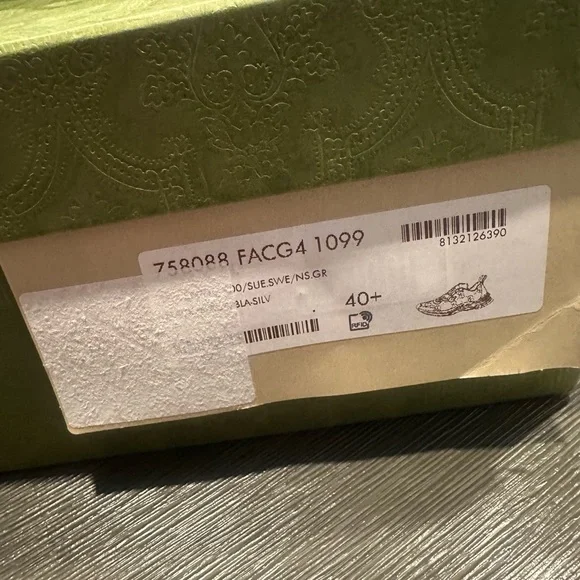 758088 FACG4 1099
8132126390
00/SUE.SWE/NS.GR
BLA-SILV
40+
RFID